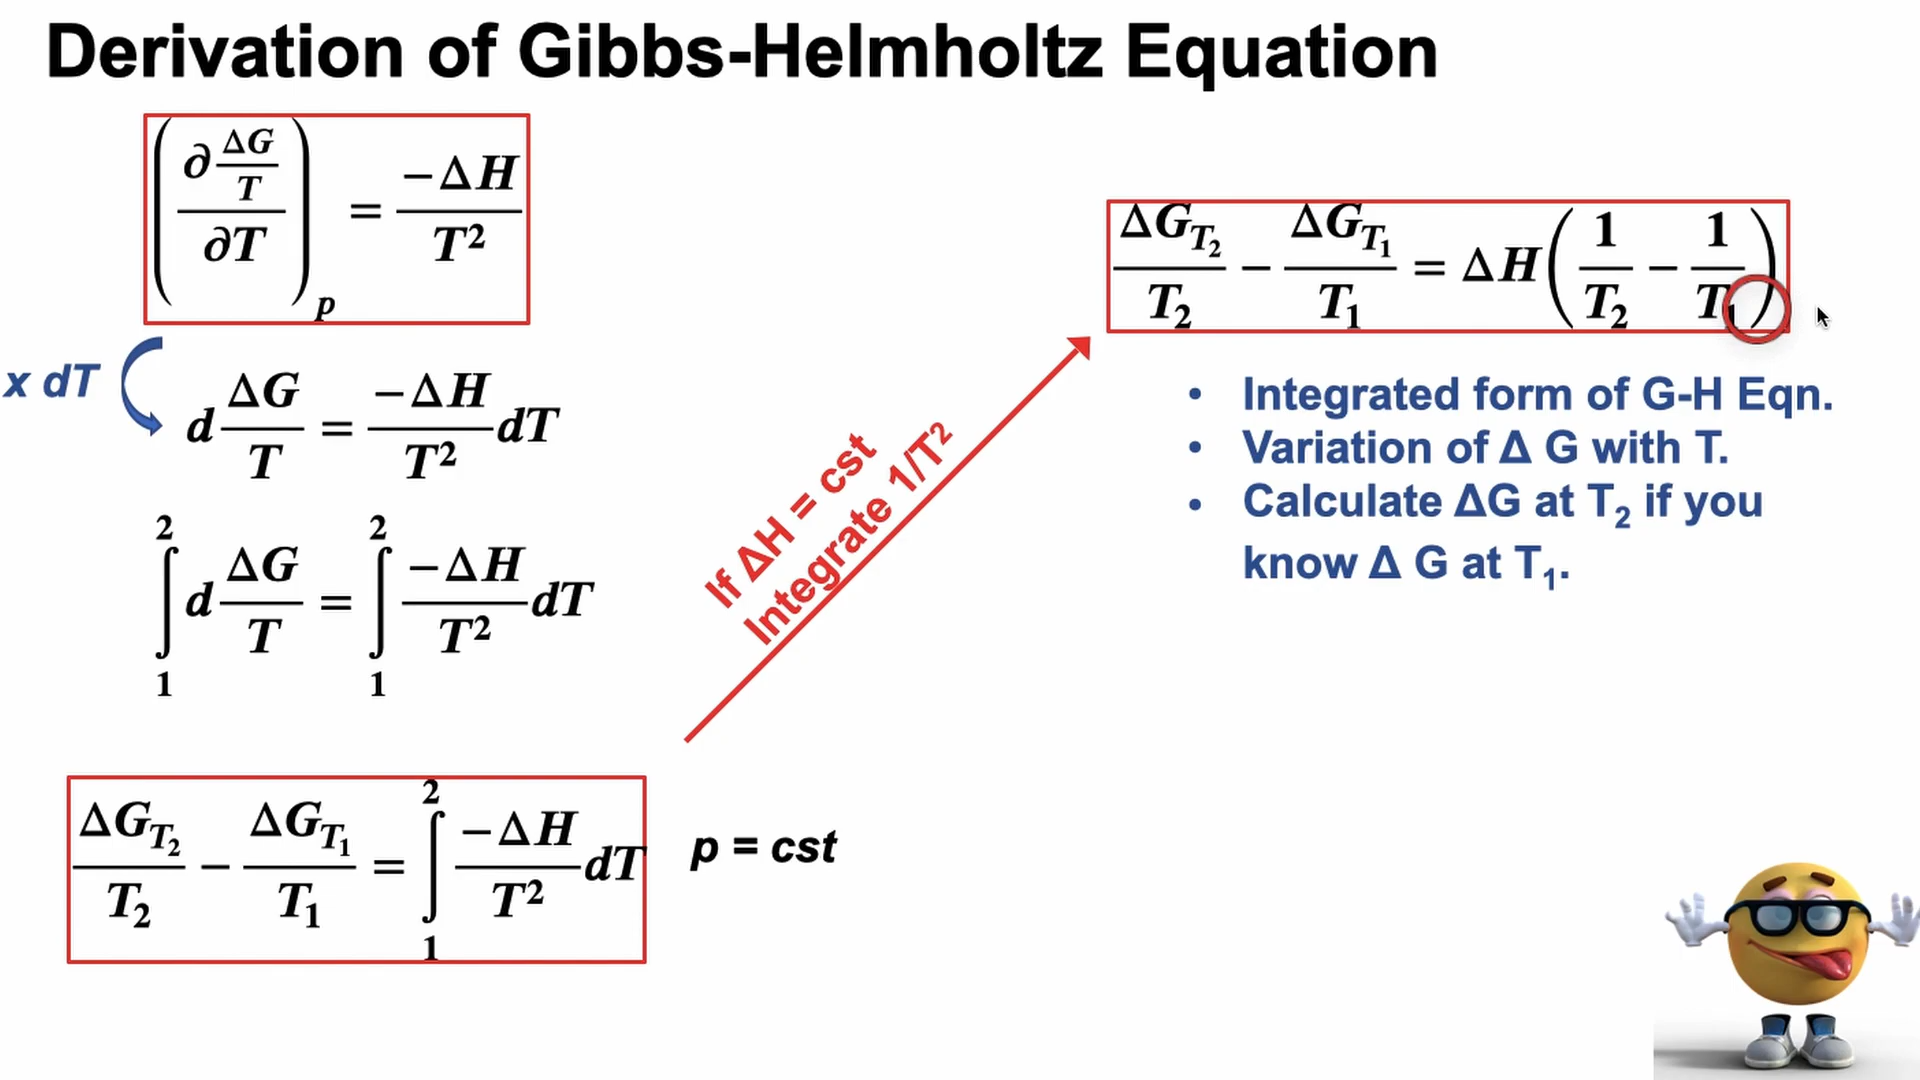 Derivation of Gibbs-Helmholtz Equation
(∂ ΔG/T / ∂T)ₚ = −ΔH/T²
x dT
d ΔG/T = −ΔH/T² dT
∫₁² d ΔG/T = ∫₁² −ΔH/T² dT
ΔG_T₂/T₂ − ΔG_T₁/T₁ = ∫₁² −ΔH/T² dT
p = cst
If ΔH = cst
Integrate 1/T²
ΔG_T₂/T₂ − ΔG_T₁/T₁ = ΔH(1/T₂ − 1/T₁)
• Integrated form of G-H Eqn.
• Variation of Δ G with T.
• Calculate ΔG at T₂ if you
know Δ G at T₁.